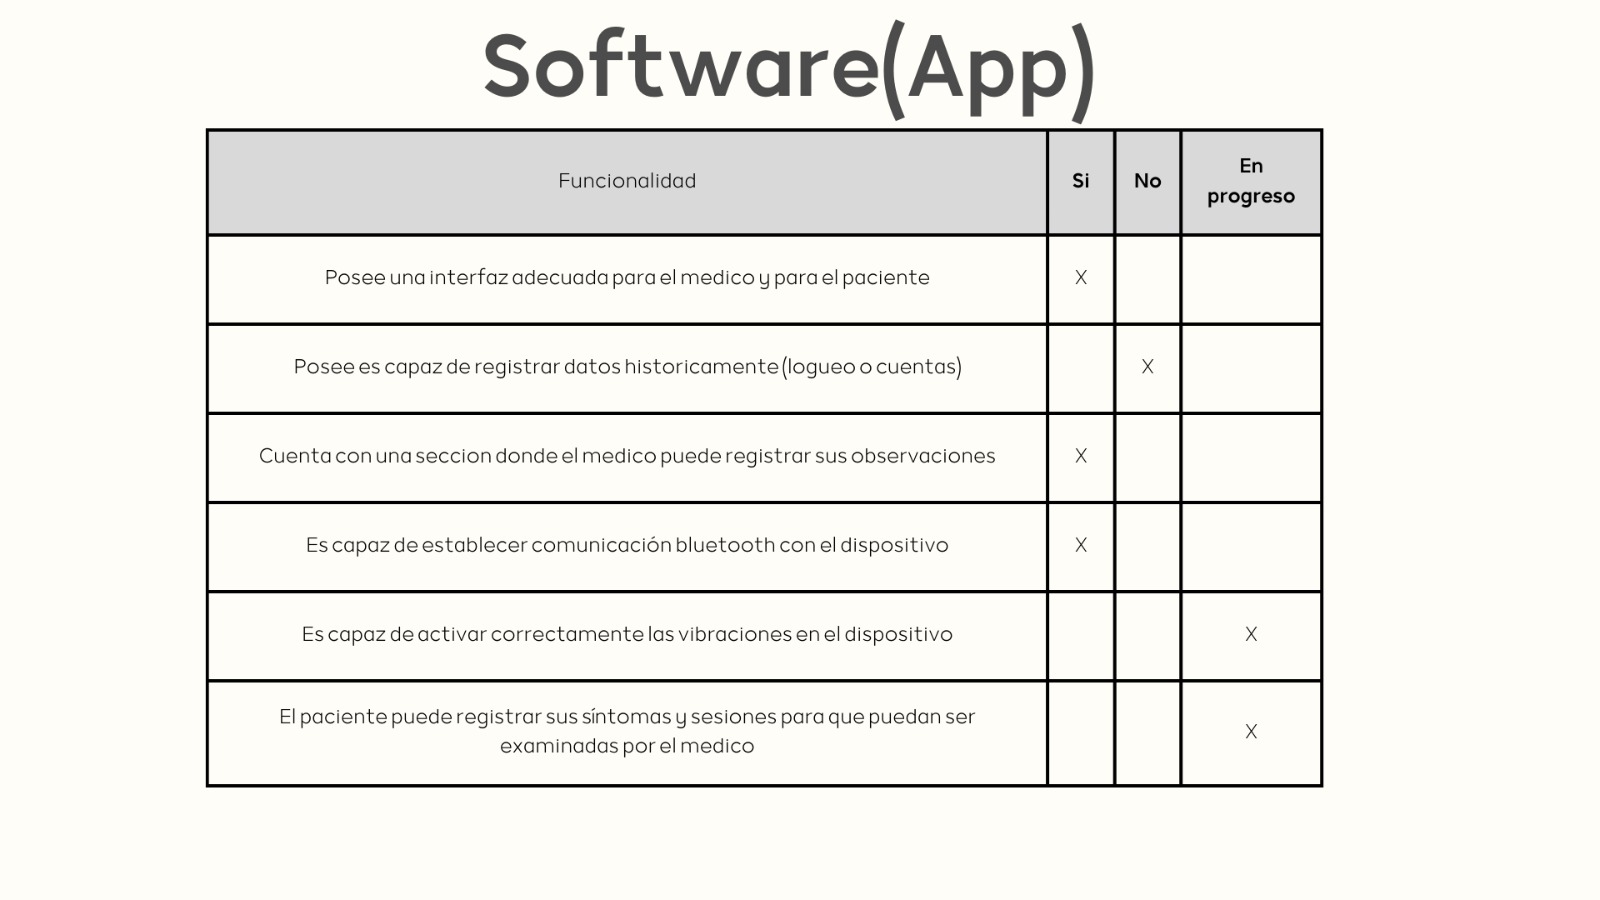 Software(App)
Funcionalidad
Si
No
En
progreso
Posee una interfaz adecuada para el medico y para el paciente
X
Posee es capaz de registrar datos historicamente (logueo o cuentas)
X
Cuenta con una seccion donde el medico puede registrar sus observaciones
X
Es capaz de establecer comunicación bluetooth con el dispositivo
X
Es capaz de activar correctamente las vibraciones en el dispositivo
X
El paciente puede registrar sus síntomas y sesiones para que puedan ser
examinadas por el medico
X